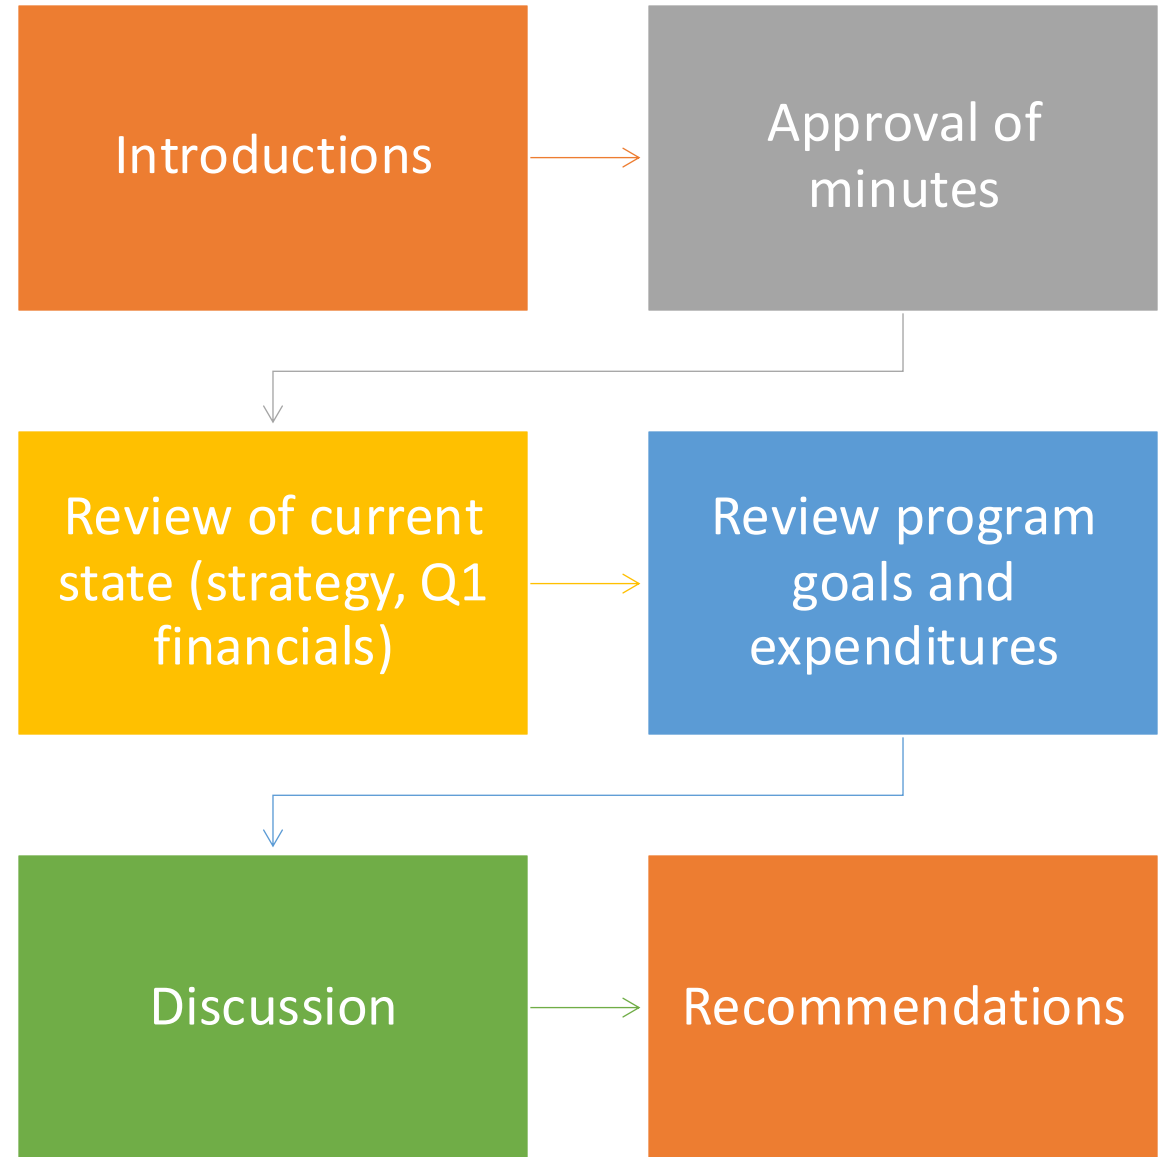 Introductions
Approval of
minutes
Review of current
state (strategy, Q1
financials)
Review program
goals and
expenditures
Discussion
Recommendations